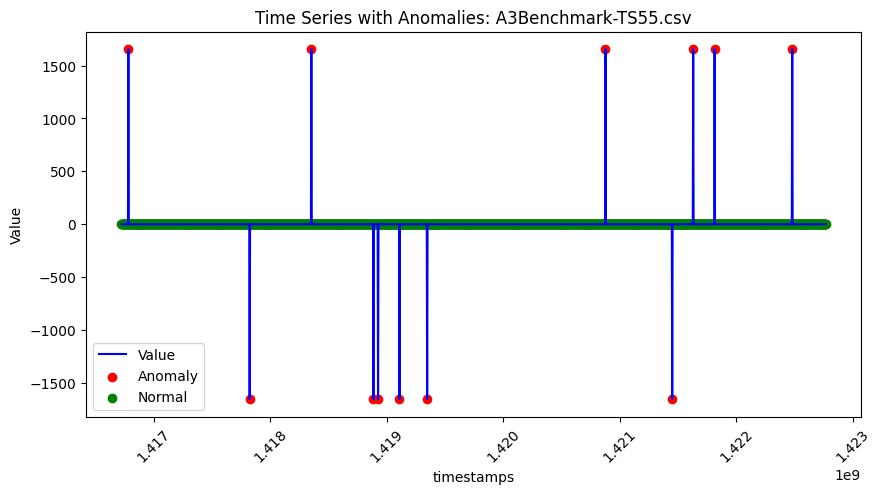 Time Series with Anomalies: A3Benchmark-TS55.csv
1500
1000
500
0
−500
−1000
−1500
Value
Value
Anomaly
Normal
1.417
1.418
1.419
1.420
1.421
1.422
1.423
1e9
timestamps